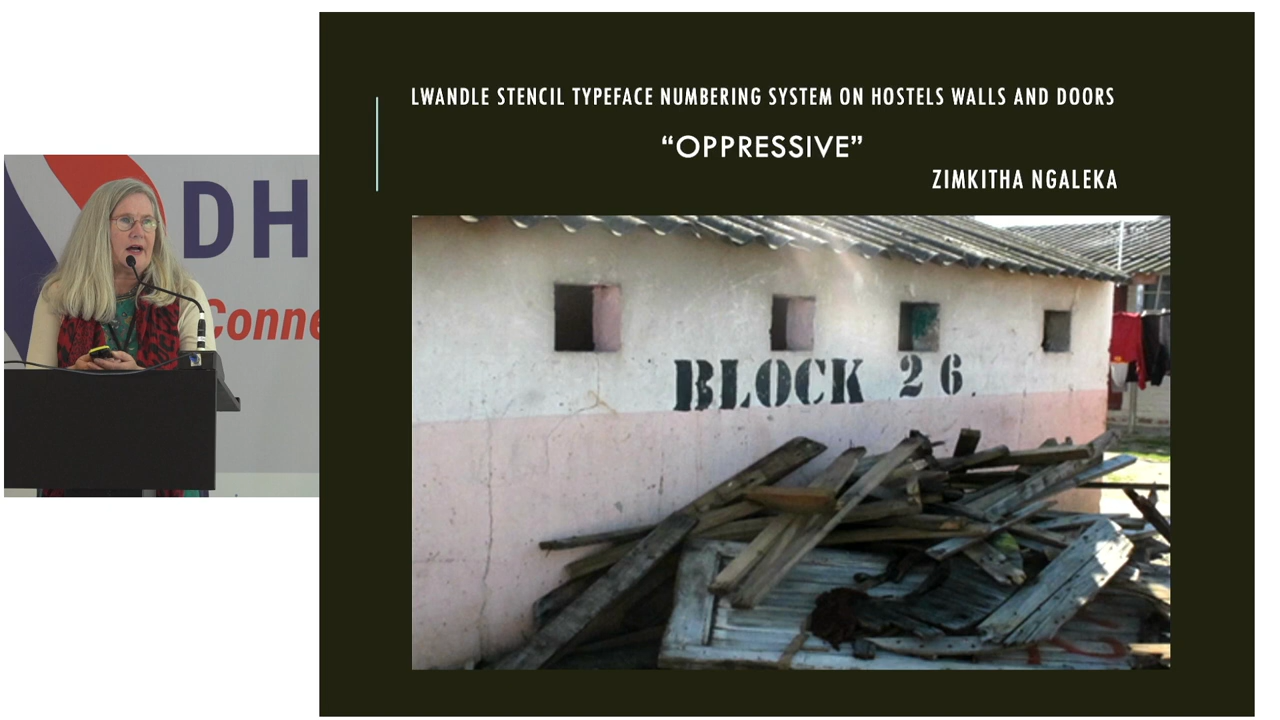 LWANDLE STENCIL TYPEFACE NUMBERING SYSTEM ON HOSTELS WALLS AND DOORS
“OPPRESSIVE”
ZIMKITHA NGALEKA
DH
Conne
BLOCK 26.